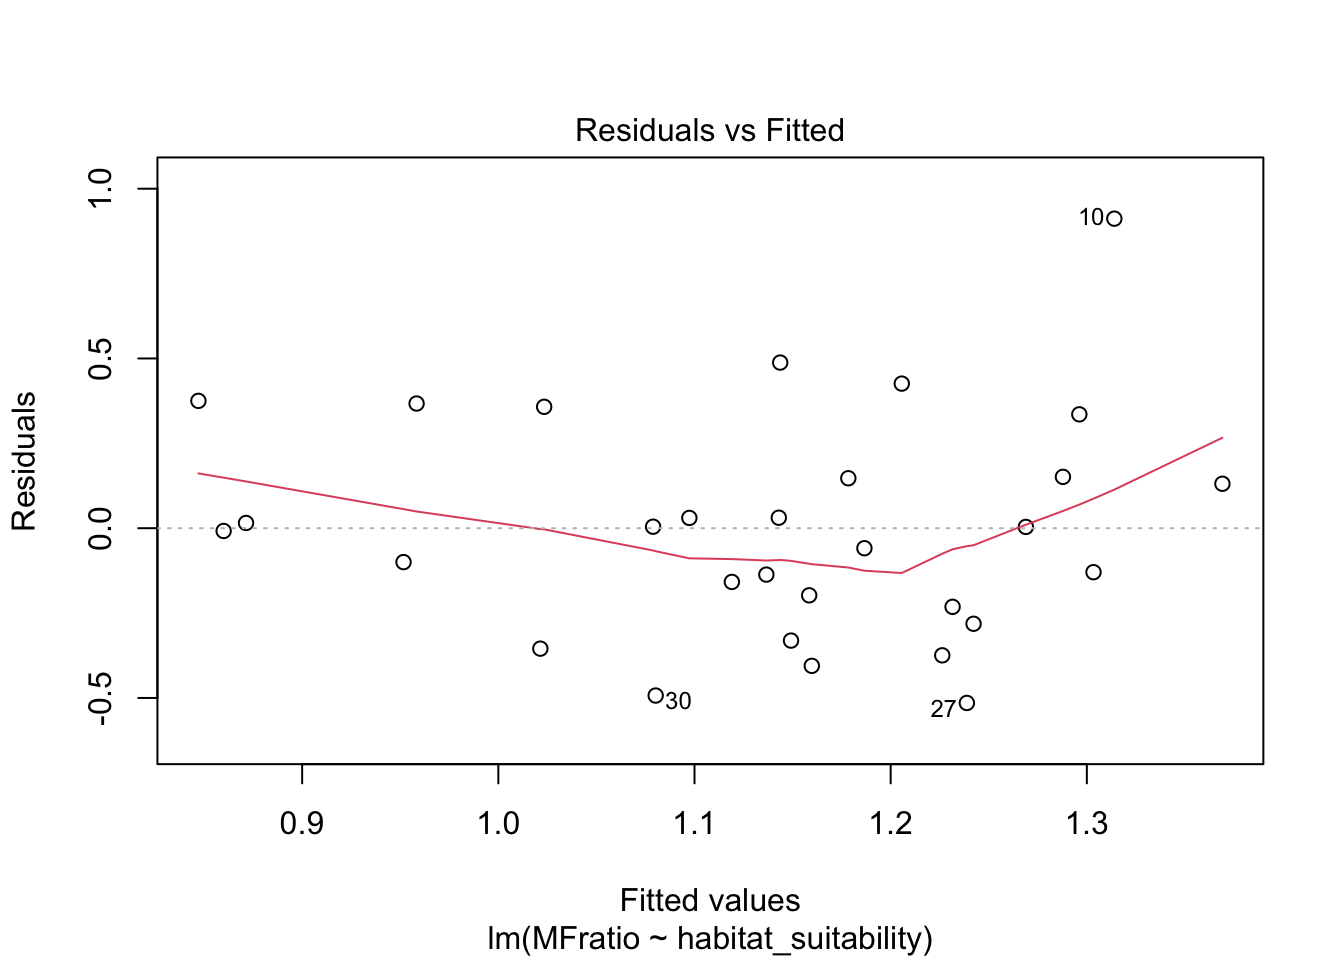 Residuals vs Fitted
Residuals
1.0
0.5
0.0
-0.5
10
30
27
0.9 1.0 1.1 1.2 1.3
Fitted values
lm(MFratio ~ habitat_suitability)